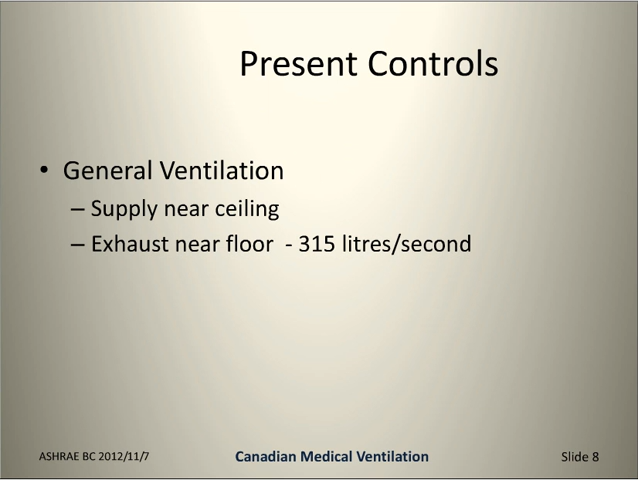 Present Controls
• General Ventilation
– Supply near ceiling
– Exhaust near floor - 315 litres/second
ASHRAE BC 2012/11/7
Canadian Medical Ventilation
Slide 8